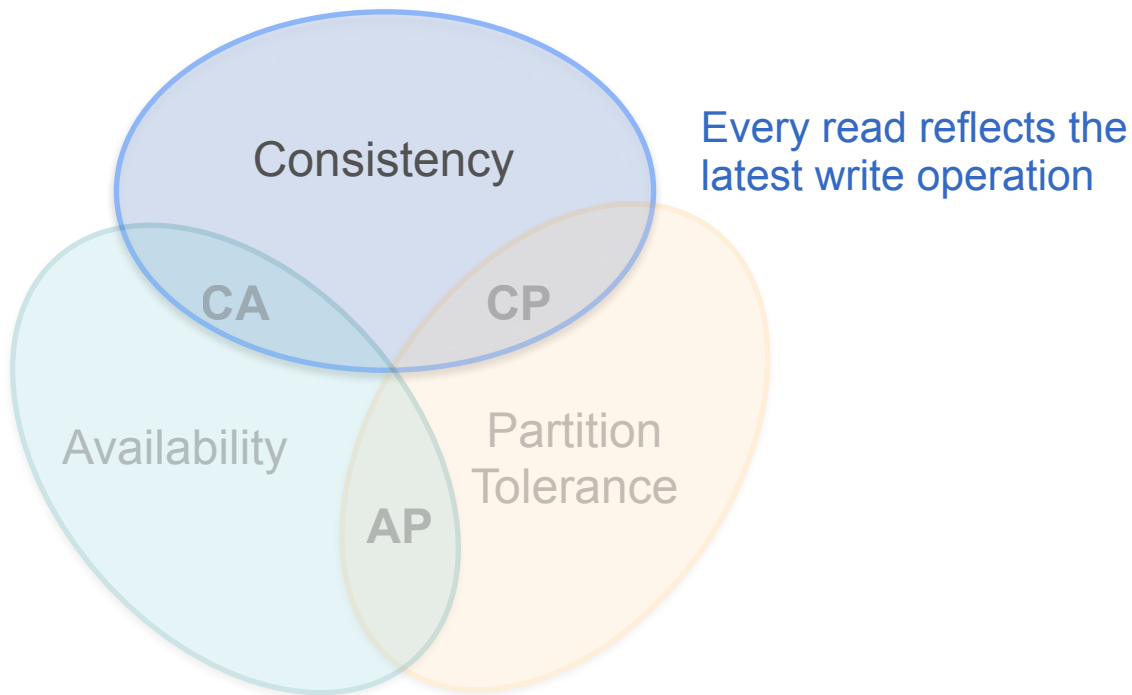 Consistency
Every read reflects the
latest write operation
CA
CP
Availability
Partition
Tolerance
AP